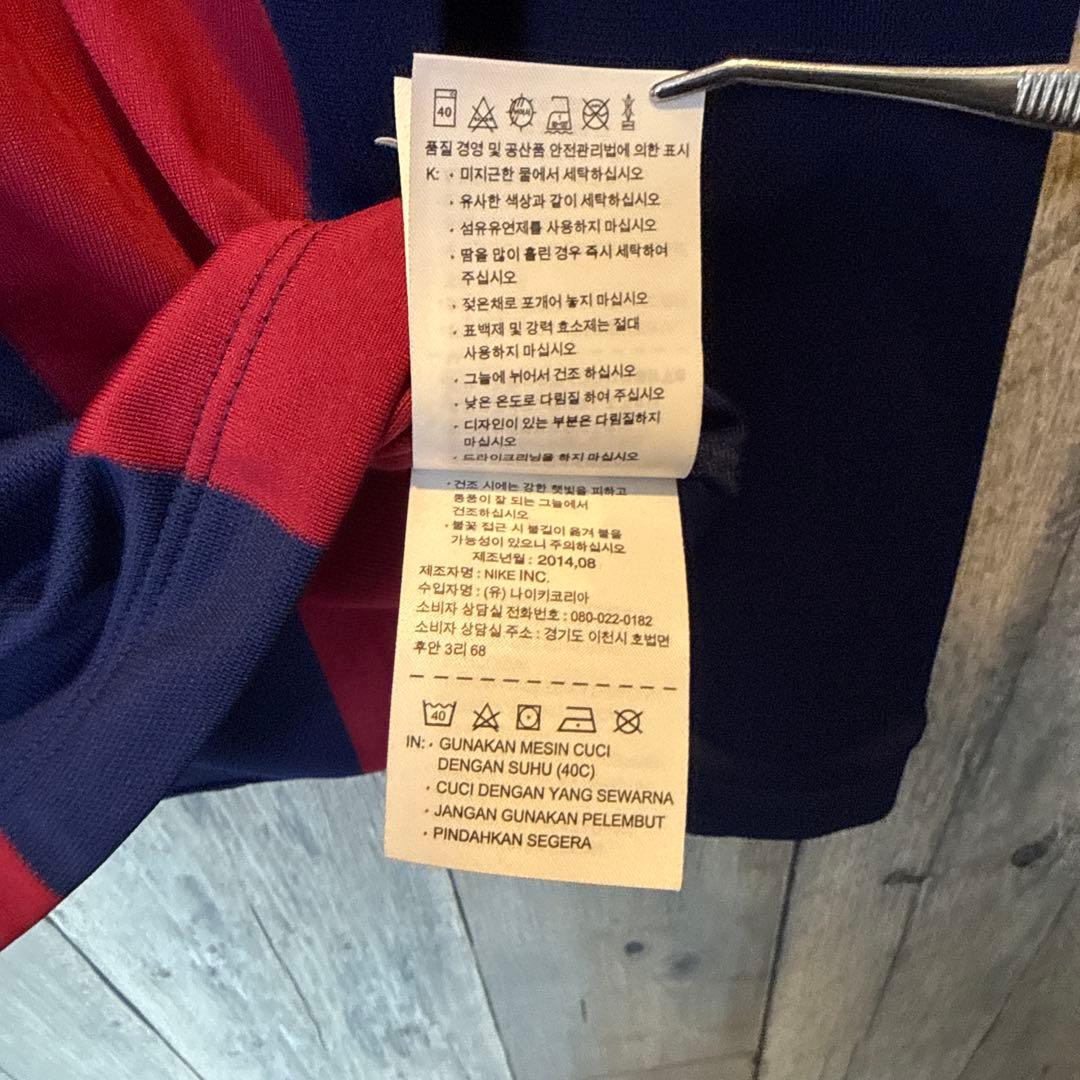 40
품질 경영 및 공산품 안전관리법에 의한 표시
K: · 미지근한 물에서 세탁하십시오
· 유사한 색상과 같이 세탁하십시오
· 섬유유연제를 사용하지 마십시오
· 땀을 많이 흘린 경우 즉시 세탁하여
주십시오
· 젖은채로 포개어 놓지 마십시오
· 표백제 및 강력 효소제는 절대
사용하지 마십시오
· 그늘에 뉘어서 건조 하십시오
· 낮은 온도로 다림질 하여 주십시오
· 디자인이 있는 부분은 다림질하지
마십시오
· 드라이크리닝을 하지 마십시오
· 건조 시에는 강한 햇빛을 피하고
통풍이 잘 되는 그늘에서
건조하십시오
· 불꽃 접근 시 불길이 옮겨 붙을
가능성이 있으니 주의하십시오
제조년월 : 2014,08
제조자명 : NIKE INC.
수입자명 : (유) 나이키코리아
소비자 상담실 전화번호 : 080-022-0182
소비자 상담실 주소 : 경기도 이천시 호법면
후안 3리 68
40
IN: · GUNAKAN MESIN CUCI
DENGAN SUHU (40C)
· CUCI DENGAN YANG SEWARNA
· JANGAN GUNAKAN PELEMBUT
· PINDAHKAN SEGERA